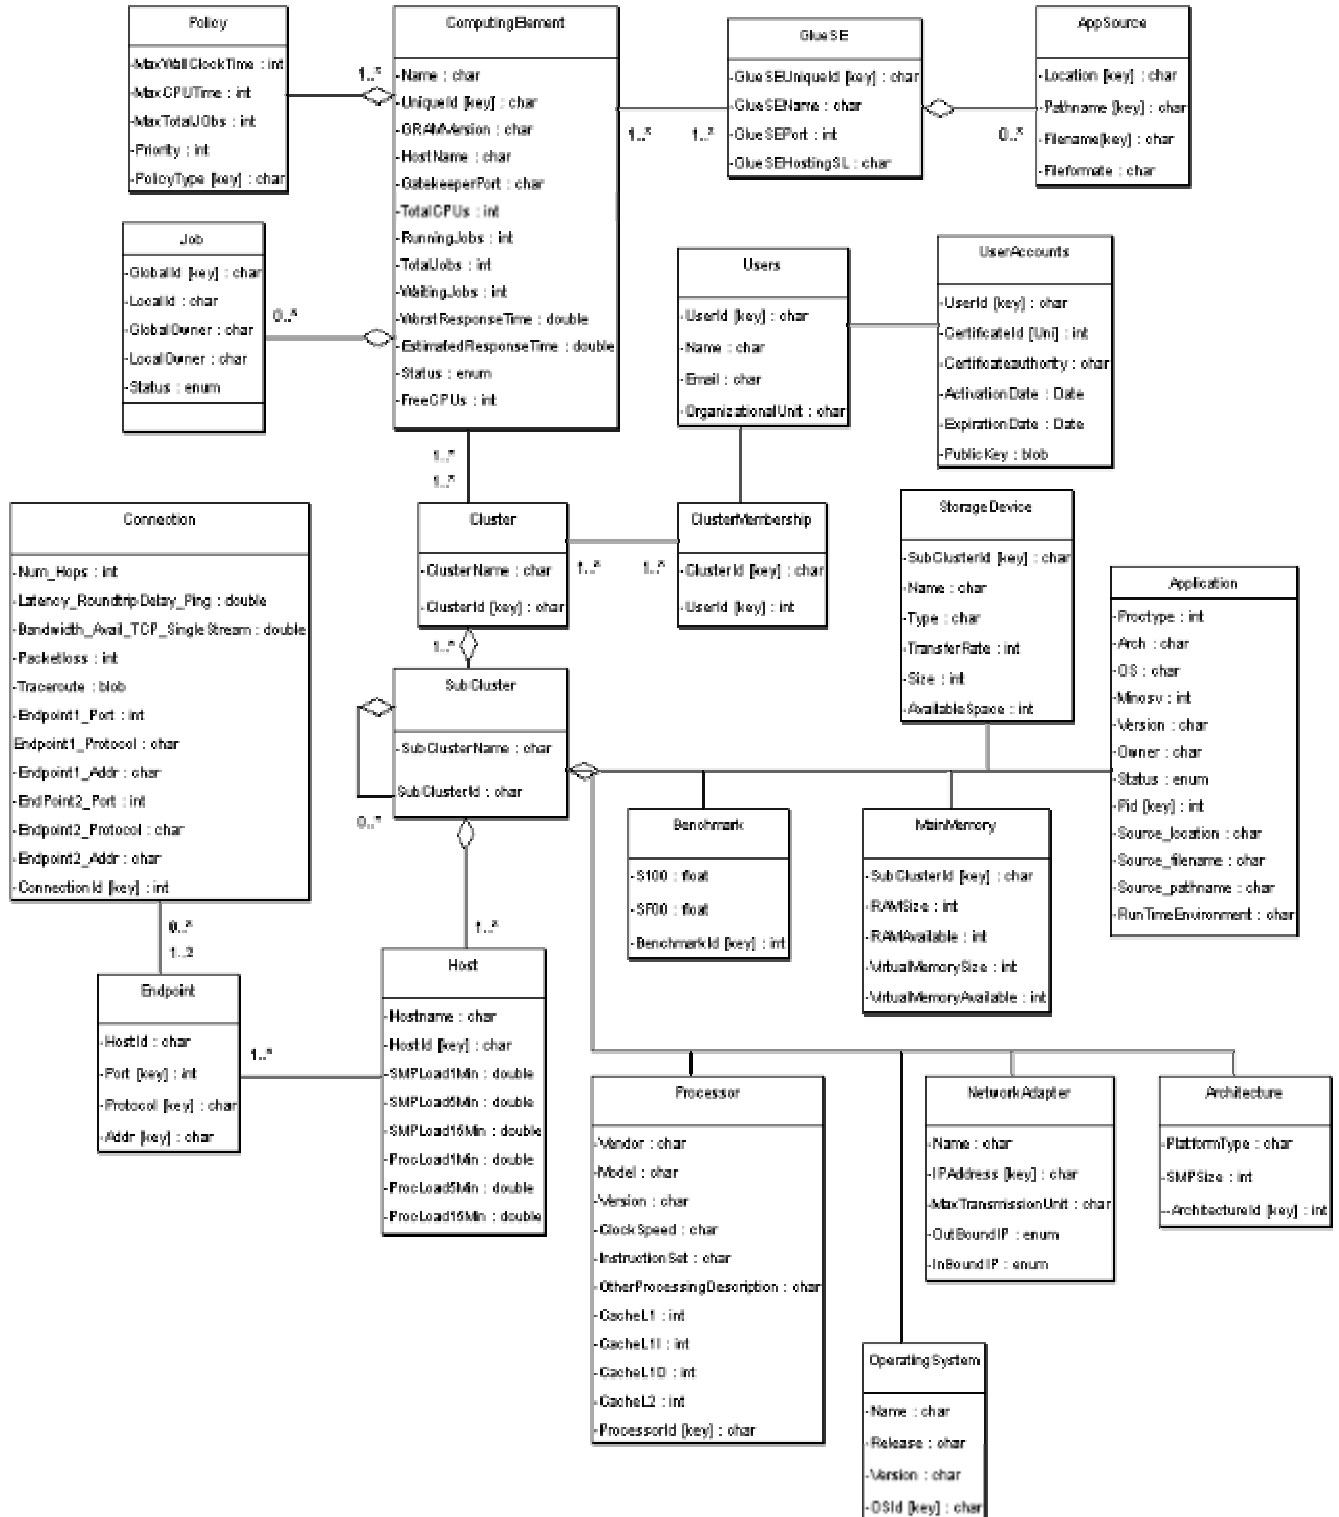 Policy
-MaxWallClockTime : int
-MaxCPUTime : int
-MaxTotalJObs : int
-Priority : int
-PolicyType [key] : char
1..*
ComputingElement
-Name : char
-UniqueId [key] : char
-GRAMVersion : char
-HostName : char
-GatekeeperPort : char
-TotalCPUs : int
-RunningJobs : int
-TotalJobs : int
-WaitingJobs : int
-WorstResponseTime : double
-EstimatedResponseTime : double
-Status : enum
-FreeCPUs : int
1..*
1..*
GlueSE
-GlueSEUniqueId [key] : char
-GlueSEName : char
-GlueSEPort : int
-GlueSEHostingSL : char
0..*
AppSource
-Location [key] : char
-Pathname [key] : char
-Filename[key] : char
-Fileformate : char
Job
-GlobalId [key] : char
-LocalId : char
-GlobalOwner : char
-LocalOwner : char
-Status : enum
0..*
Users
-UserId [key] : char
-Name : char
-Email : char
-OrganizationalUnit : char
UserAccounts
-UserId [key] : char
-CertificateId [Uni] : int
-Certificateauthority : char
-ActivationDate : Date
-ExpirationDate : Date
-PublicKey : blob
1..*
1..*
Connection
-Num_Hops : int
-Latency_RoundtripDelay_Ping : double
-Bandwidth_Avail_TCP_SingleStream : double
-Packetloss : int
-Traceroute : blob
-Endpoint1_Port : int
Endpoint1_Protocol : char
-Endpoint1_Addr : char
-EndPoint2_Port : int
-Endpoint2_Protocol : char
-Endpoint2_Addr : char
-ConnectionId [key] : int
Cluster
-ClusterName : char
-ClusterId [key] : char
1..*
1..*
ClusterMembership
-ClusterId [key] : char
-UserId [key] : int
StorageDevice
-SubClusterId [key] : char
-Name : char
-Type : char
-TransferRate : int
-Size : int
-AvailableSpace : int
Application
-Proctype : int
-Arch : char
-OS : char
-Minosv : int
-Version : char
-Owner : char
-Status : enum
-Pid [key] : int
-Source_location : char
-Source_filename : char
-Source_pathname : char
-RunTimeEnvironment : char
1..*
SubCluster
-SubClusterName : char
SubClusterId : char
0..*
Benchmark
-S100 : float
-SF00 : float
-BenchmarkId [key] : int
MainMemory
-SubClusterId [key] : char
-RAMSize : int
-RAMAvailable : int
-VirtualMemorySize : int
-VirtualMemoryAvailable : int
0..*
1..2
1..*
Endpoint
-HostId : char
-Port [key] : int
-Protocol [key] : char
-Addr [key] : char
1..*
Host
-Hostname : char
-HostId [key] : char
-SMPLoad1Min : double
-SMPLoad5Min : double
-SMPLoad15Min : double
-ProcLoad1Min : double
-ProcLoad5Min : double
-ProcLoad15Min : double
Processor
-Vendor : char
-Model : char
-Version : char
-ClockSpeed : char
-InstructionSet : char
-OtherProcessingDescription : char
-CacheL1 : int
-CacheL1I : int
-CacheL1D : int
-CacheL2 : int
-ProcessorId [key] : char
NetworkAdapter
-Name : char
-IPAddress [key] : char
-MaxTransmissionUnit : char
-OutBoundIP : enum
-InBoundIP : enum
Architecture
-PlatformType : char
-SMPSize : int
--ArchitectureId [key] : int
OperatingSystem
-Name : char
-Release : char
-Version : char
-OSId [key] : char